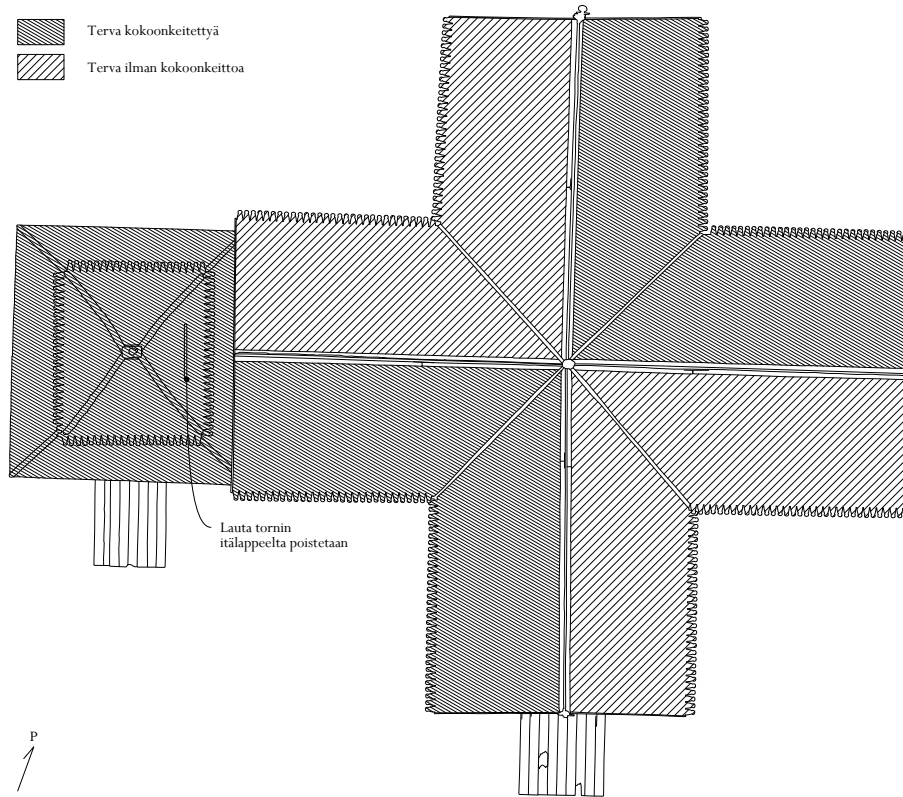 Terva kokoonkeitettyä
Terva ilman kokoonkeittoa
Lauta tornin
itälappeelta poistetaan
P